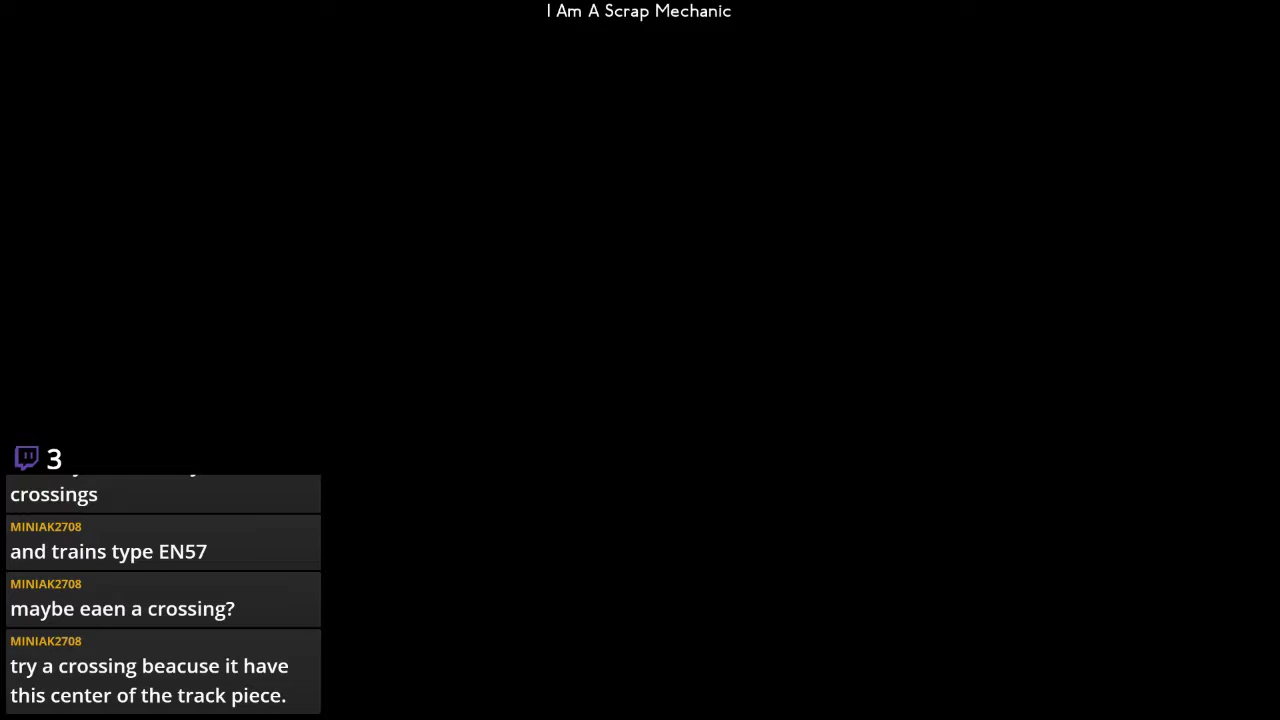 I Am A Scrap Mechanic
3
crossings
MINIAK2708
and trains type EN57
MINIAK2708
maybe eaen a crossing?
MINIAK2708
try a crossing beacuse it have
this center of the track piece.